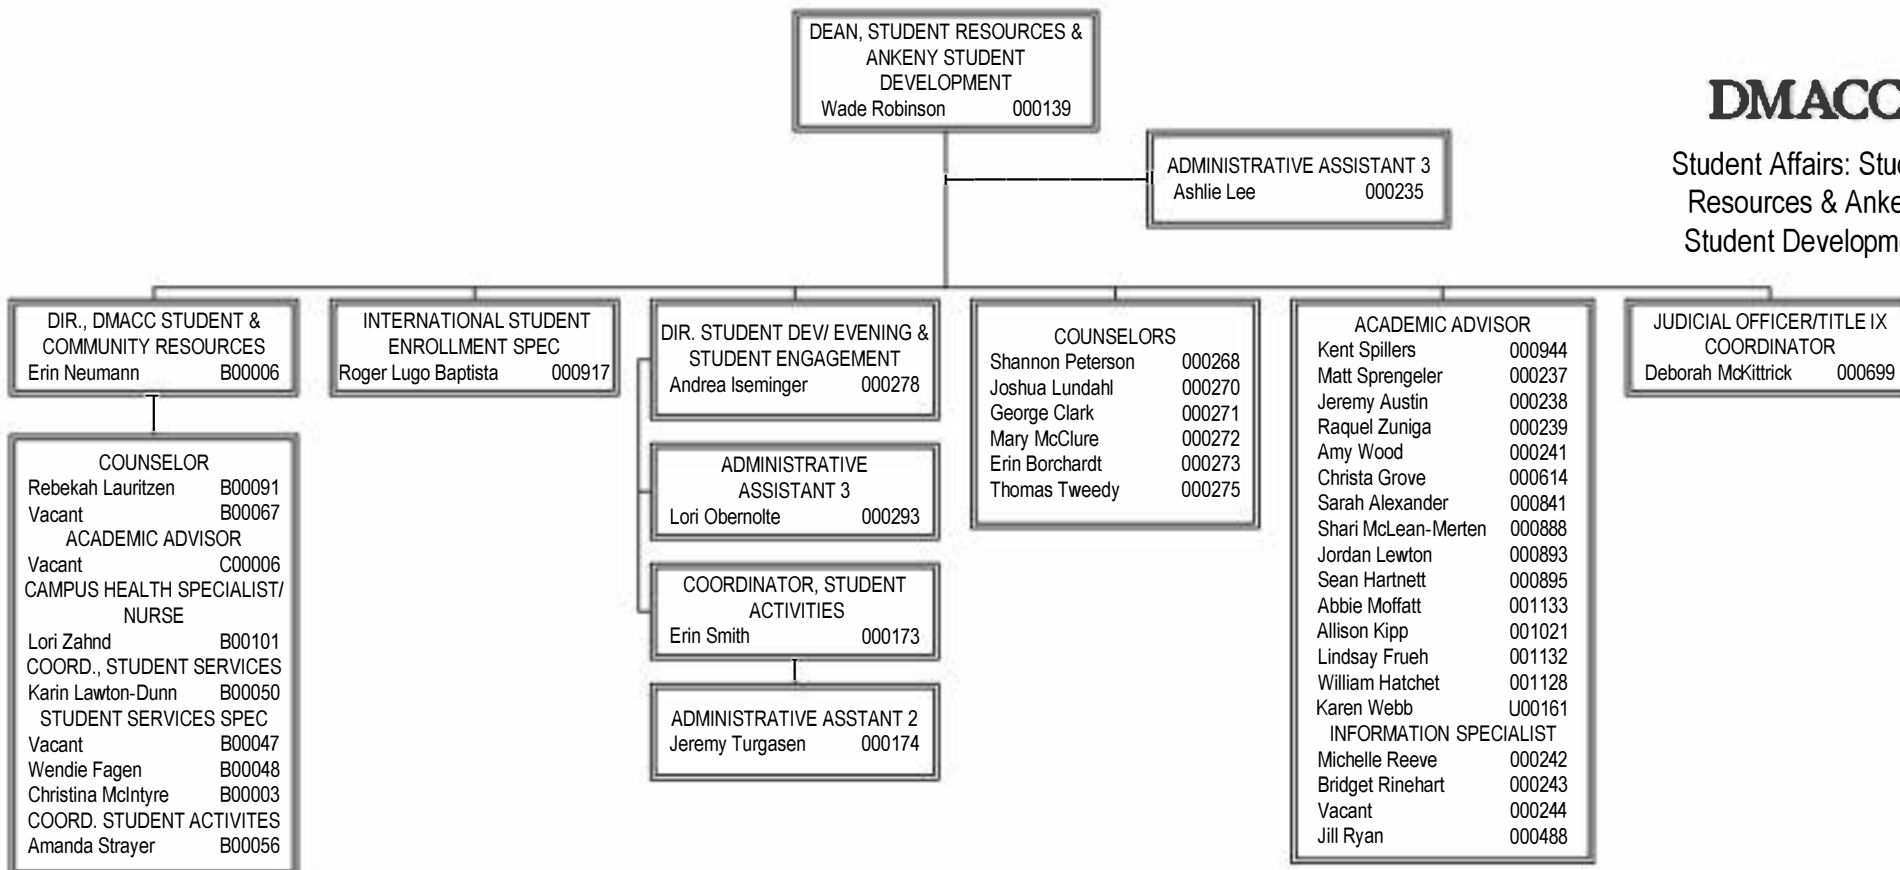 DEAN, STUDENT RESOURCES &
ANKENY STUDENT
DEVELOPMENT
Wade Robinson 000139
DMACC
Student Affairs: Stu
Resources & Anke
Student Developm
ADMINISTRATIVE ASSISTANT 3
Ashlie Lee 000235
DIR., DMACC STUDENT &
COMMUNITY RESOURCES
Erin Neumann B00006
COUNSELOR
Rebekah Lauritzen B00091
Vacant B00067
ACADEMIC ADVISOR
Vacant C00006
CAMPUS HEALTH SPECIALIST/
NURSE
Lori Zahnd B00101
COORD., STUDENT SERVICES
Karin Lawton-Dunn B00050
STUDENT SERVICES SPEC
Vacant B00047
Wendie Fagen B00048
Christina McIntyre B00003
COORD. STUDENT ACTIVITES
Amanda Strayer B00056
INTERNATIONAL STUDENT
ENROLLMENT SPEC
Roger Lugo Baptista 000917
DIR. STUDENT DEV/ EVENING &
STUDENT ENGAGEMENT
Andrea Iseminger 000278
ADMINISTRATIVE
ASSISTANT 3
Lori Obernolte 000293
COORDINATOR, STUDENT
ACTIVITIES
Erin Smith 000173
ADMINISTRATIVE ASSTANT 2
Jeremy Turgasen 000174
COUNSELORS
Shannon Peterson 000268
Joshua Lundahl 000270
George Clark 000271
Mary McClure 000272
Erin Borchardt 000273
Thomas Tweedy 000275
ACADEMIC ADVISOR
Kent Spillers 000944
Matt Sprengeler 000237
Jeremy Austin 000238
Raquel Zuniga 000239
Amy Wood 000241
Christa Grove 000614
Sarah Alexander 000841
Shari McLean-Merten 000888
Jordan Lewton 000893
Sean Hartnett 000895
Abbie Moffatt 001133
Allison Kipp 001021
Lindsay Frueh 001132
William Hatchet 001128
Karen Webb U00161
INFORMATION SPECIALIST
Michelle Reeve 000242
Bridget Rinehart 000243
Vacant 000244
Jill Ryan 000488
JUDICIAL OFFICER/TITLE IX
COORDINATOR
Deborah McKittrick 000699